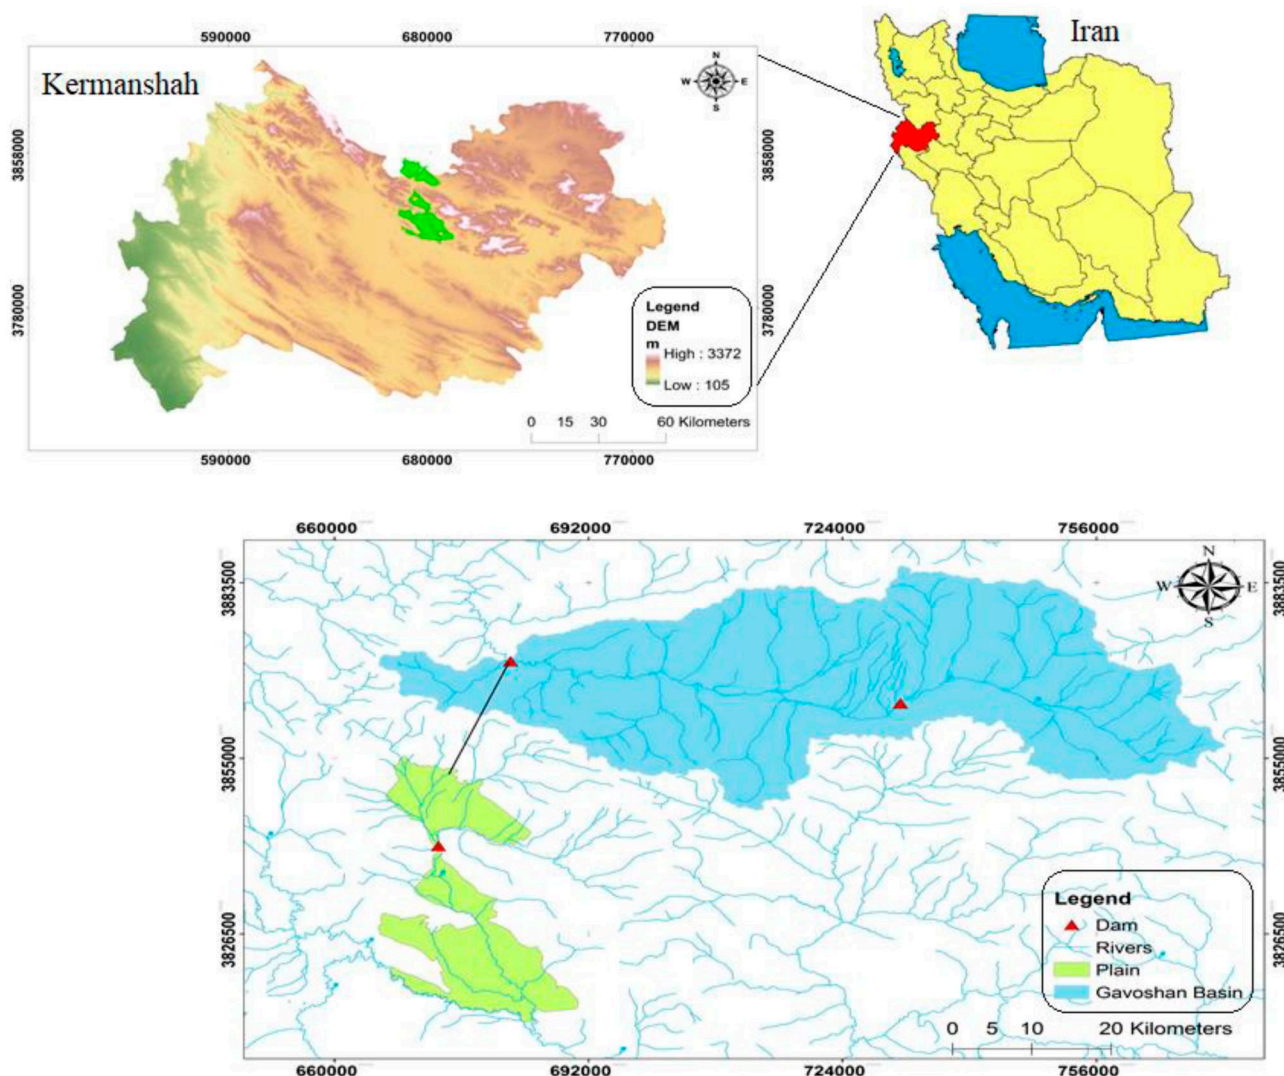 Iran
590000 680000 770000
Kermanshah
N
W E
S
3858000 3858000
3780000 3780000
Legend
DEM
m
High : 3372
Low : 105
0 15 30 60 Kilometers
590000 680000 770000
660000 692000 724000 756000
N
W E
S
3883500 3883500
3855000 3855000
3826500 3826500
Legend
Dam
Rivers
Plain
Gavoshan Basin
0 5 10 20 Kilometers
660000 692000 724000 756000